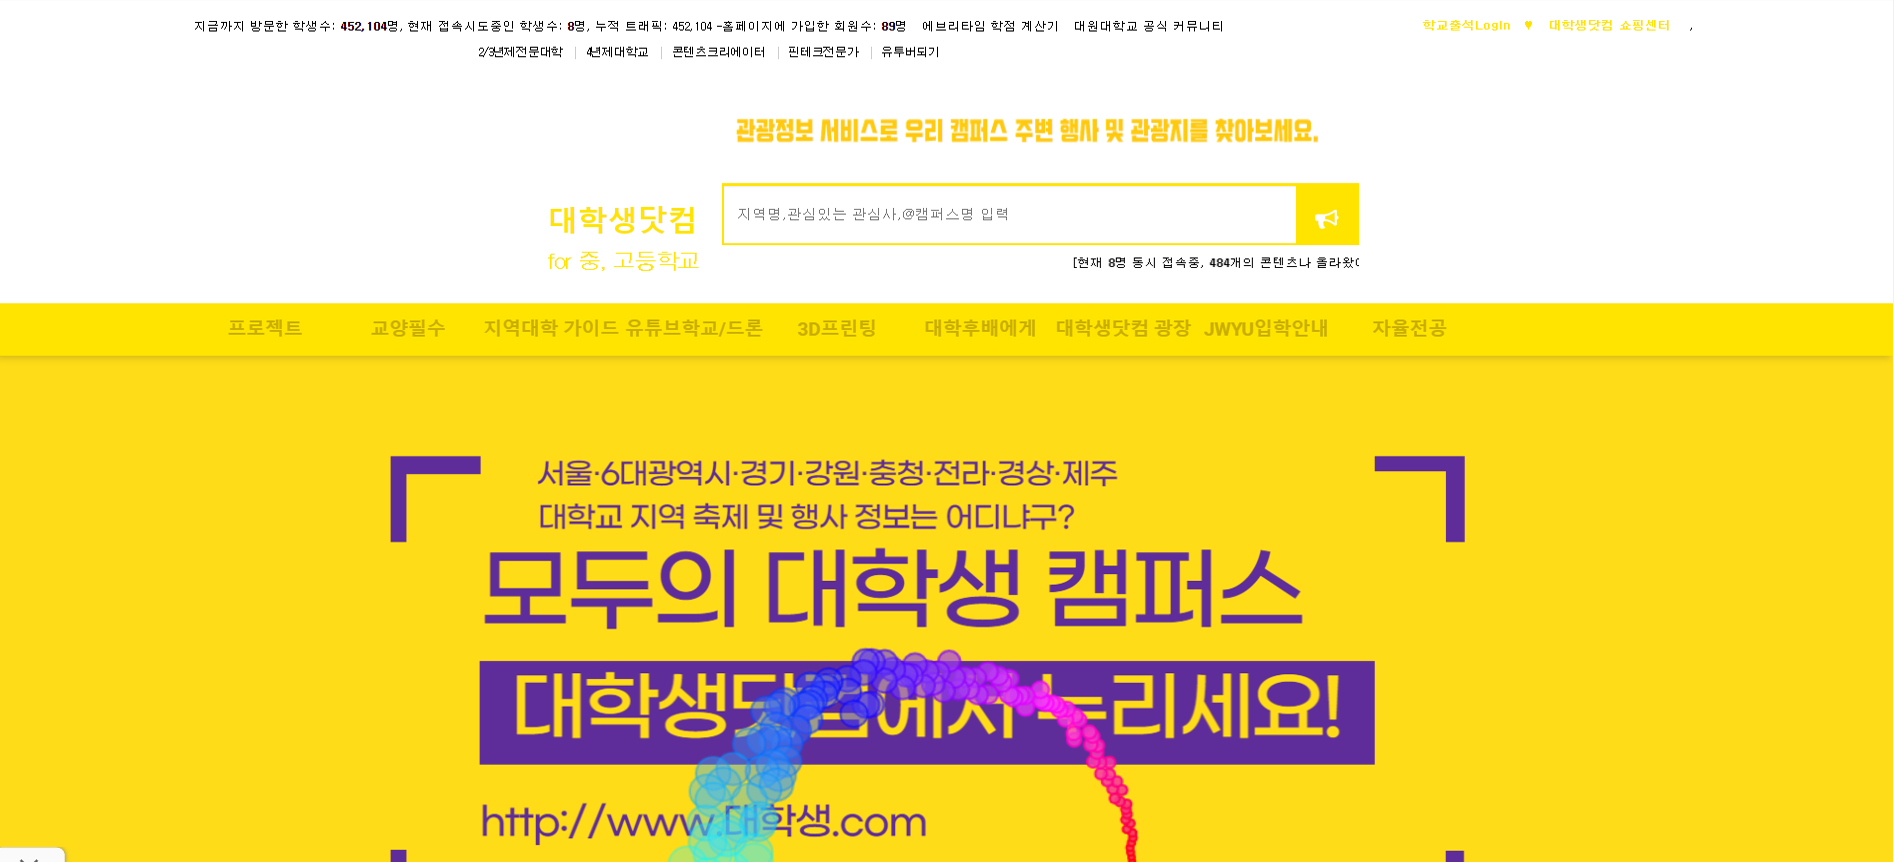 지금까지 방문한 학생수: 452,104명, 현재 접속시도중인 학생수: 8명, 누적 트래픽: 452,104 -홈페이지에 가입한 회원수: 89명 에브리타임 학점 계산기 대원대학교 공식 커뮤니티 학교출석Login ♥ 대학생닷컴 쇼핑센터 ,
2/3년제전문대학 4년제대학교 콘텐츠크리에이터 핀테크전문가 유투버되기
관광정보 서비스로 우리 캠퍼스 주변 행사 및 관광지를 찾아보세요.
대학생닷컴
for 중, 고등학교
지역명,관심있는 관심사,@캠퍼스명 입력
[현재 8명 동시 접속중, 484개의 콘텐츠나 올라왔어
프로젝트 교양필수 지역대학 가이드 유튜브학교/드론 3D프린팅 대학후배에게 대학생닷컴 광장 JWYU입학안내 자율전공
서울·6대광역시·경기·강원·충청·전라·경상·제주
대학교 지역 축제 및 행사 정보는 어디냐구?
모두의 대학생 캠퍼스
대학생닷컴에서 누리세요!
http://www.대학생.com